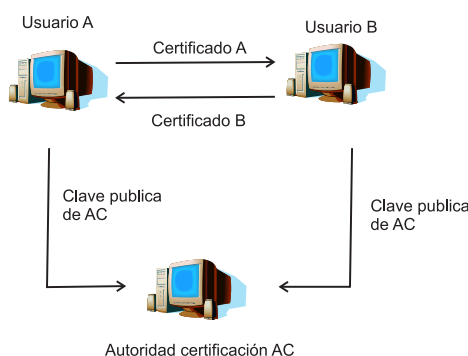 Usuario A
Usuario B
Certificado A
Certificado B
Clave publica
de AC
Clave publica
de AC
Autoridad certificación AC